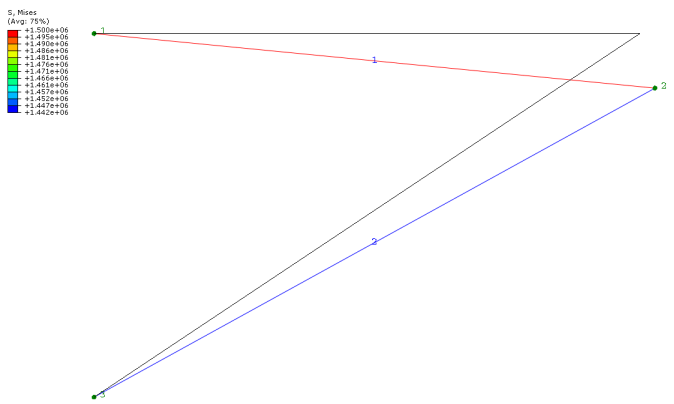 S, Mises
(Avg: 75%)
+1.500e+06
+1.495e+06
+1.490e+06
+1.486e+06
+1.481e+06
+1.476e+06
+1.471e+06
+1.466e+06
+1.461e+06
+1.457e+06
+1.452e+06
+1.447e+06
+1.442e+06
1
1
2
2
3